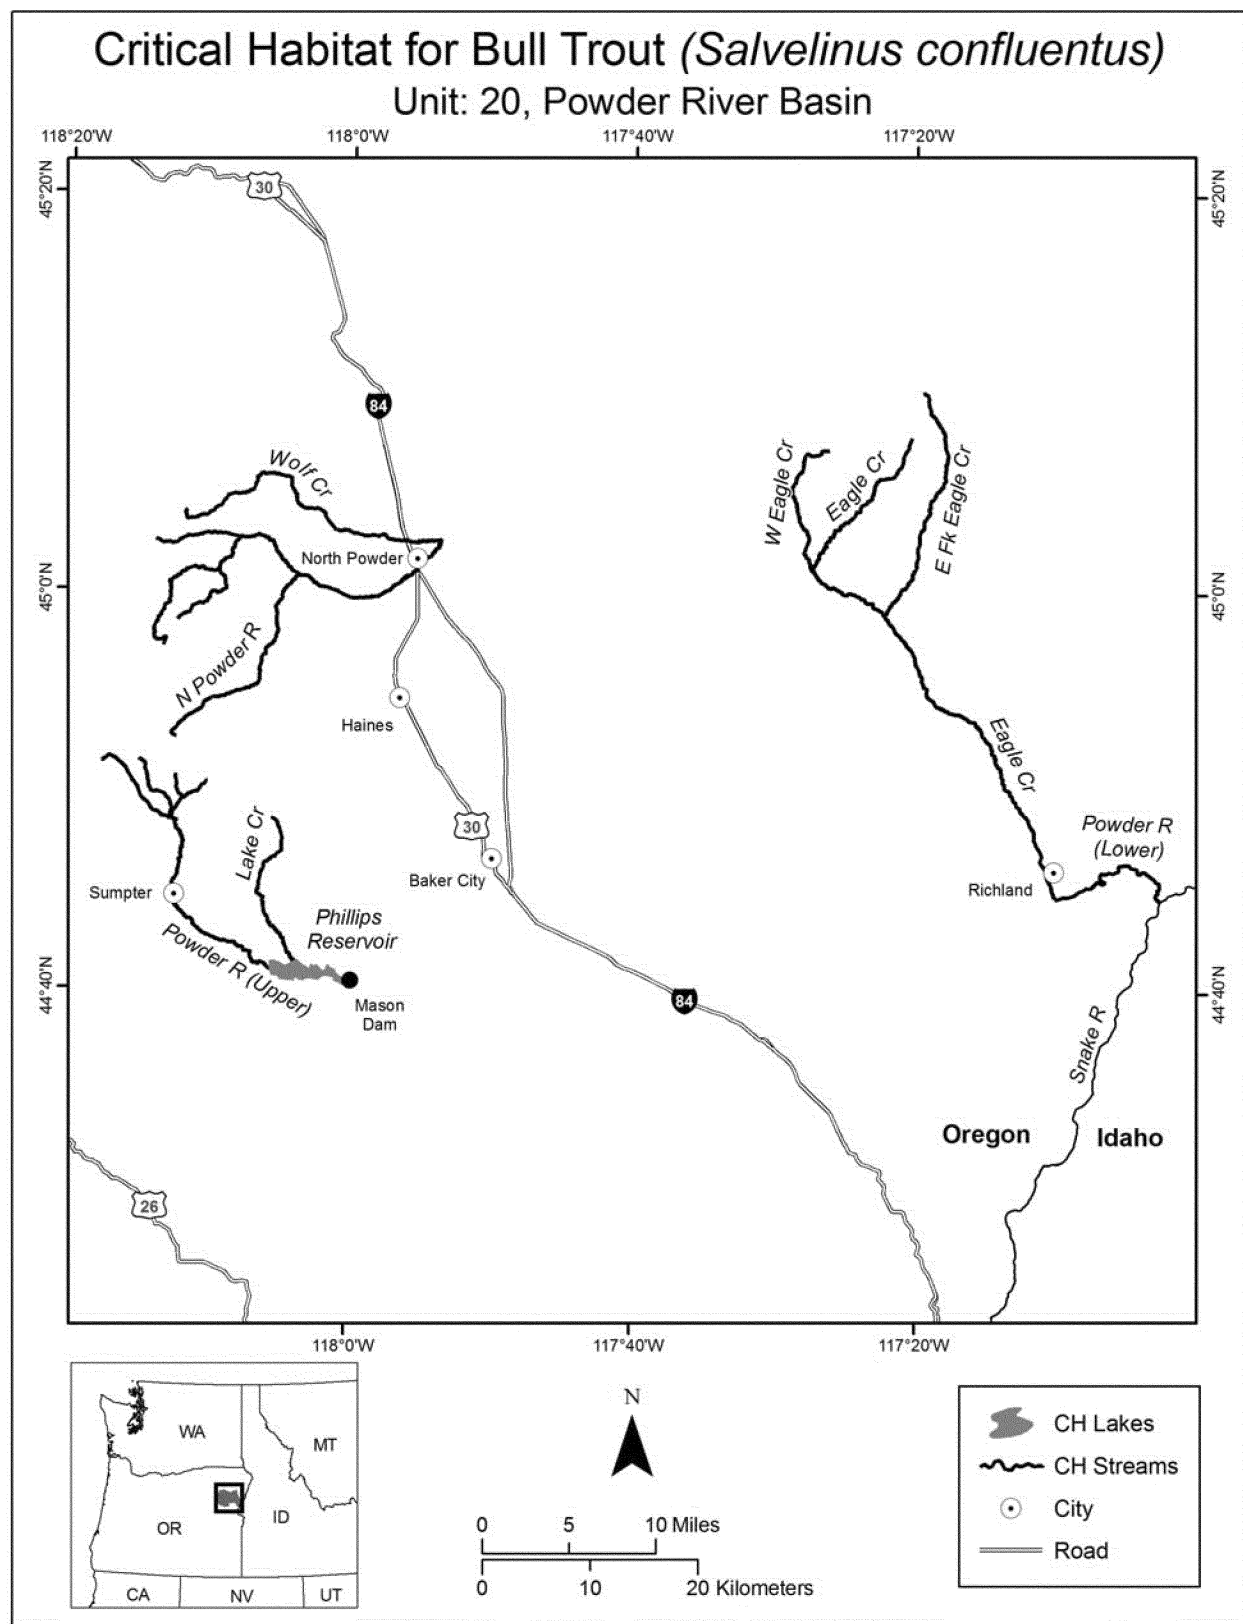 Critical Habitat for Bull Trout (Salvelinus confluentus)
Unit: 20, Powder River Basin
118°20'W
118°0'W
117°40'W
117°20'W
45°20'N
45°20'N
30
84
Wolf Cr
W Eagle Cr
Eagle Cr
E Fk Eagle Cr
North Powder
45°0'N
45°0'N
N Powder R
Haines
Eagle Cr
Lake Cr
30
Powder R
(Lower)
Baker City
Sumpter
Richland
Phillips
Reservoir
Powder R (Upper)
44°40'N
44°40'N
Mason
Dam
84
Snake R
Oregon
Idaho
26
118°0'W
117°40'W
117°20'W
WA
MT
OR
ID
CA
NV
UT
N
0
5
10 Miles
0
10
20 Kilometers
CH Lakes
CH Streams
City
Road